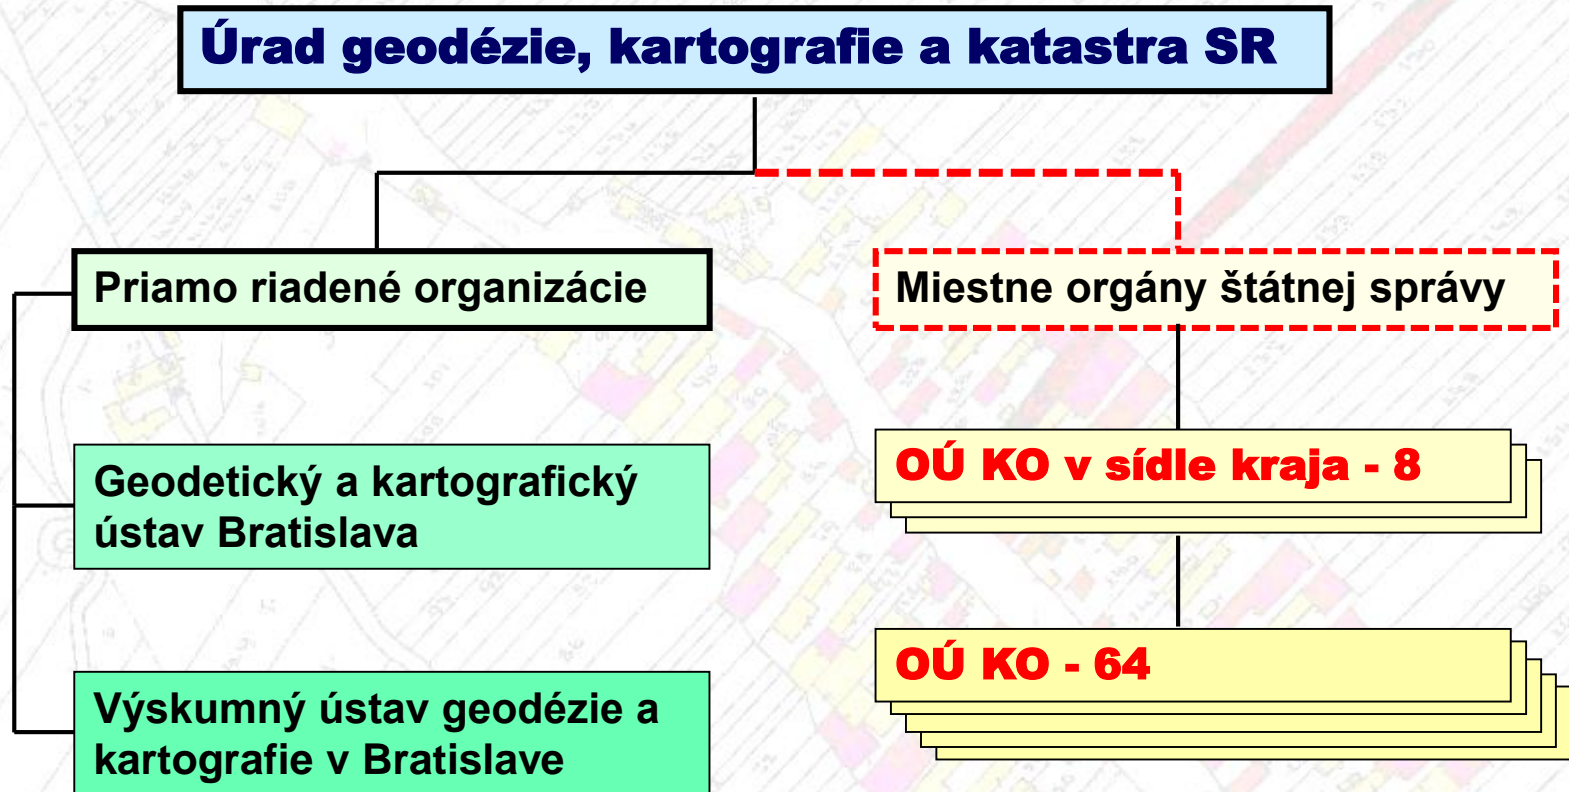 Úrad geodézie, kartografie a katastra SR
Priamo riadené organizácie
Miestne orgány štátnej správy
Geodetický a kartografický
ústav Bratislava
OÚ KO v sídle kraja - 8
OÚ KO - 64
Výskumný ústav geodézie a
kartografie v Bratislave